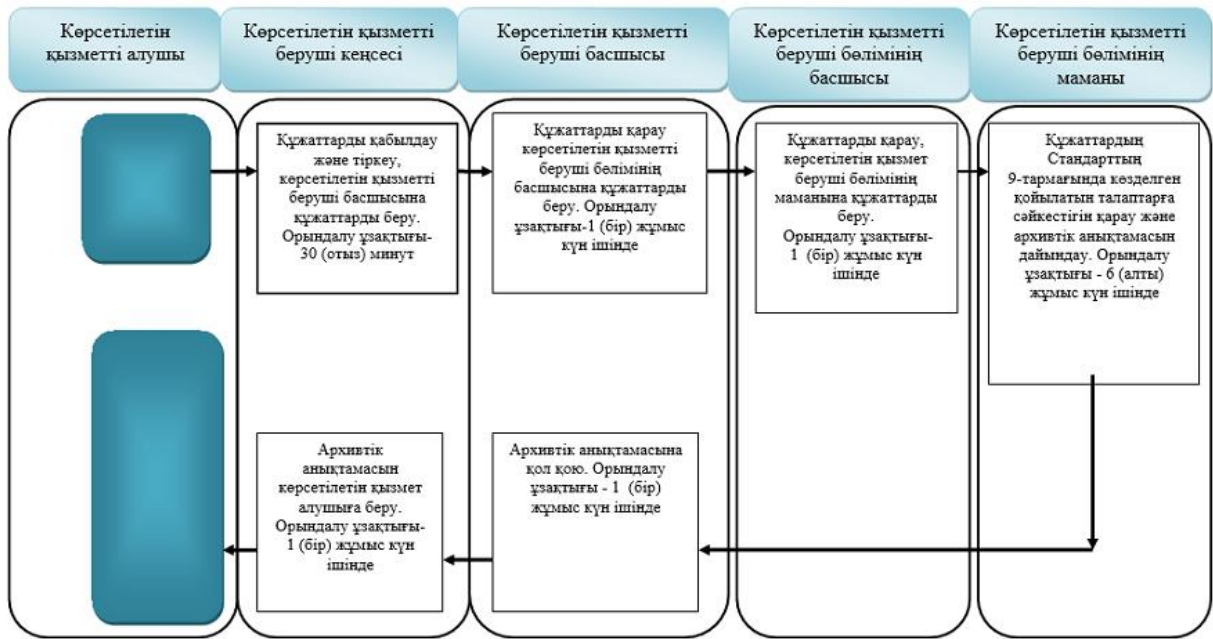 Көрсетілетін
қызметті алушы
Көрсетілетін қызметті
беруші кеңсесі
Көрсетілетін қызметті
беруші басшысы
Көрсетілетін қызметті
беруші бөлімінің
басшысы
Көрсетілетін қызметті
беруші бөлімінің
маманы
Құжаттарды қабылдау
және тіркеу,
көрсетілетін қызметті
беруші басшысына
құжаттарды беру.
Орындалу ұзақтығы-
30 (отыз) минут
Құжаттарды қарау
көрсетілетін қызметті
беруші бөлімінің
басшысына құжаттарды
беру. Орындалу
ұзақтығы-1 (бір) жұмыс
күн ішінде
Құжаттарды қарау,
көрсетілетін қызмет
беруші бөлімінің
маманына құжаттарды
беру.
Орындалу ұзақтығы-
1 (бір) жұмыс күн
ішінде
Құжаттардың
Стандарттың
9-тармағында көзделген
қойылатын талаптарға
сәйкестігін қарау және
архивтік анықтамасын
дайындау. Орындалу
ұзақтығы - 6 (алты)
жұмыс күн ішінде
Архивтік
анықтамасын
көрсетілетін қызмет
алушыға беру.
Орындалу ұзақтығы-
1 (бір) жұмыс күн
ішінде
Архивтік анықтамасына
қол қою. Орындалу
ұзақтығы - 1 (бір)
жұмыс күн ішінде